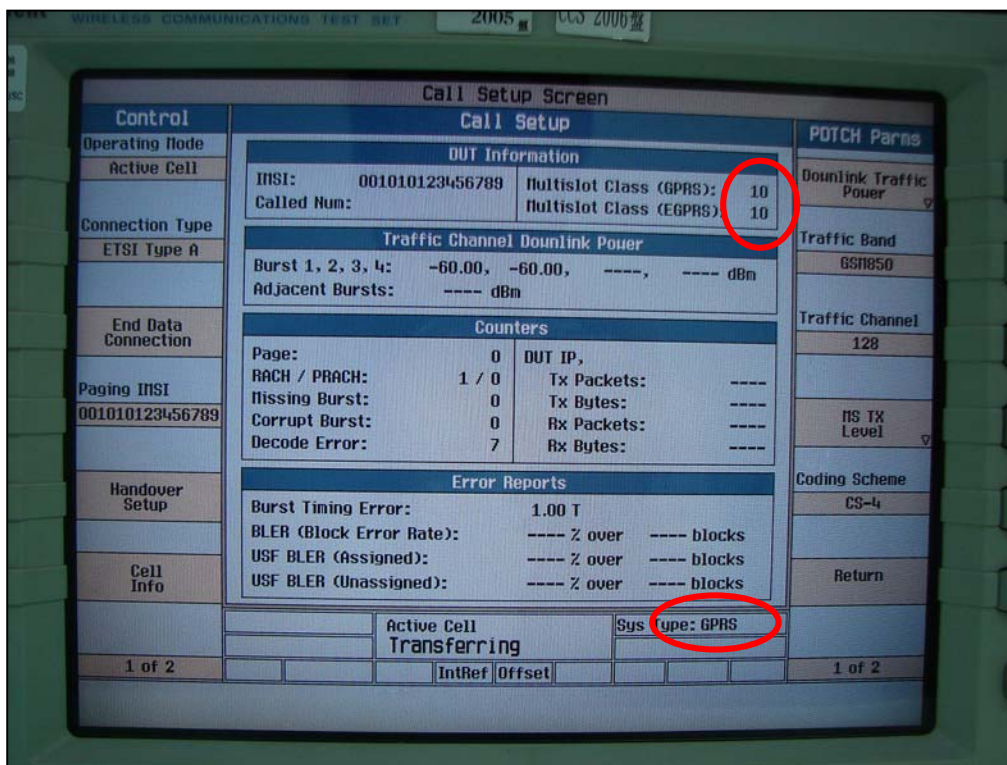 WIRELESS COMMUNICATIONS TEST SET
2005
CCS 2006
Call Setup Screen
Control
Operating Mode
Active Cell
Connection Type
ETSI Type A
End Data
Connection
Paging IMSI
001010123456789
Handover
Setup
Cell
Info
1 of 2
Call Setup
DUT Information
IMSI: 001010123456789
Called Num:
Multislot Class (GPRS): 10
Multislot Class (EGPRS): 10
Traffic Channel Downlink Power
Burst 1, 2, 3, 4: -60.00, -60.00, ----, ---- dBm
Adjacent Bursts: ---- dBm
Counters
Page: 0
RACH / PRACH: 1 / 0
Missing Burst: 0
Corrupt Burst: 0
Decode Error: 7
DUT IP,
Tx Packets: ----
Tx Bytes: ----
Rx Packets: ----
Rx Bytes: ----
Error Reports
Burst Timing Error: 1.00 T
BLER (Block Error Rate): ---- % over ---- blocks
USF BLER (Assigned): ---- % over ---- blocks
USF BLER (Unassigned): ---- % over ---- blocks
Active Cell
Transferring
Sys Type: GPRS
IntRef Offset
PDTCH Parms
Downlink Traffic
Power
Traffic Band
GSM850
Traffic Channel
128
MS TX
Level
Coding Scheme
CS-4
Return
1 of 2